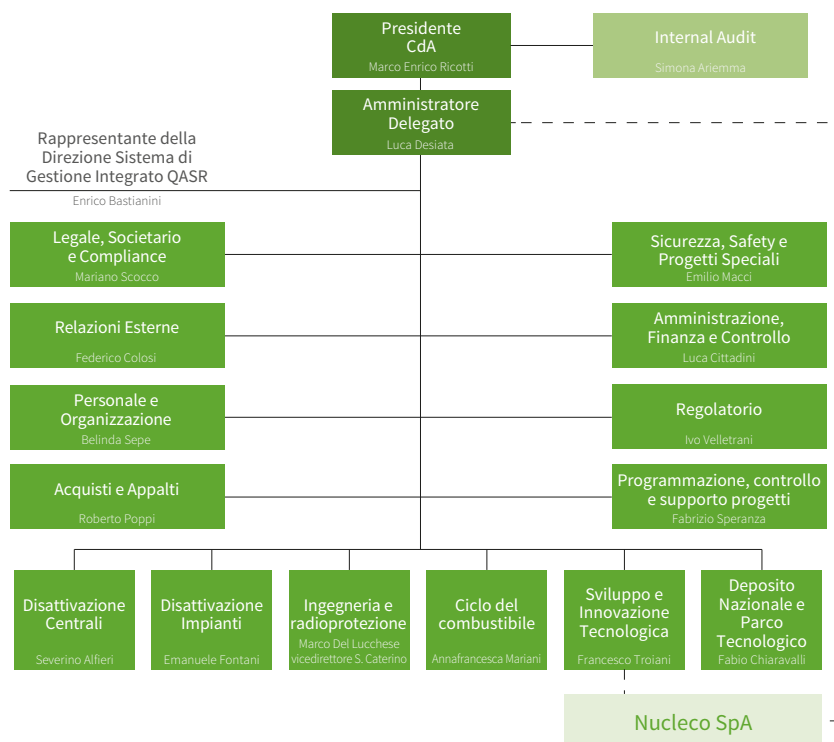 Presidente
CdA
Marco Enrico Ricotti
Internal Audit
Simona Ariemma
Amministratore
Delegato
Luca Desiata
Rappresentante della
Direzione Sistema di
Gestione Integrato QASR
Enrico Bastianini
Legale, Societario
e Compliance
Mariano Scocco
Sicurezza, Safety e
Progetti Speciali
Emilio Macci
Relazioni Esterne
Federico Colosi
Amministrazione,
Finanza e Controllo
Luca Cittadini
Personale e
Organizzazione
Belinda Sepe
Regolatorio
Ivo Velletrani
Acquisti e Appalti
Roberto Poppi
Programmazione, controllo
e supporto progetti
Fabrizio Speranza
Disattivazione
Centrali
Severino Alfieri
Disattivazione
Impianti
Emanuele Fontani
Ingegneria e
radioprotezione
Marco Del Lucchese
vicedirettore S. Caterino
Ciclo del
combustibile
Annafrancesca Mariani
Sviluppo e
Innovazione
Tecnologica
Francesco Troiani
Deposito
Nazionale e
Parco
Tecnologico
Fabio Chiaravalli
Nucleco SpA